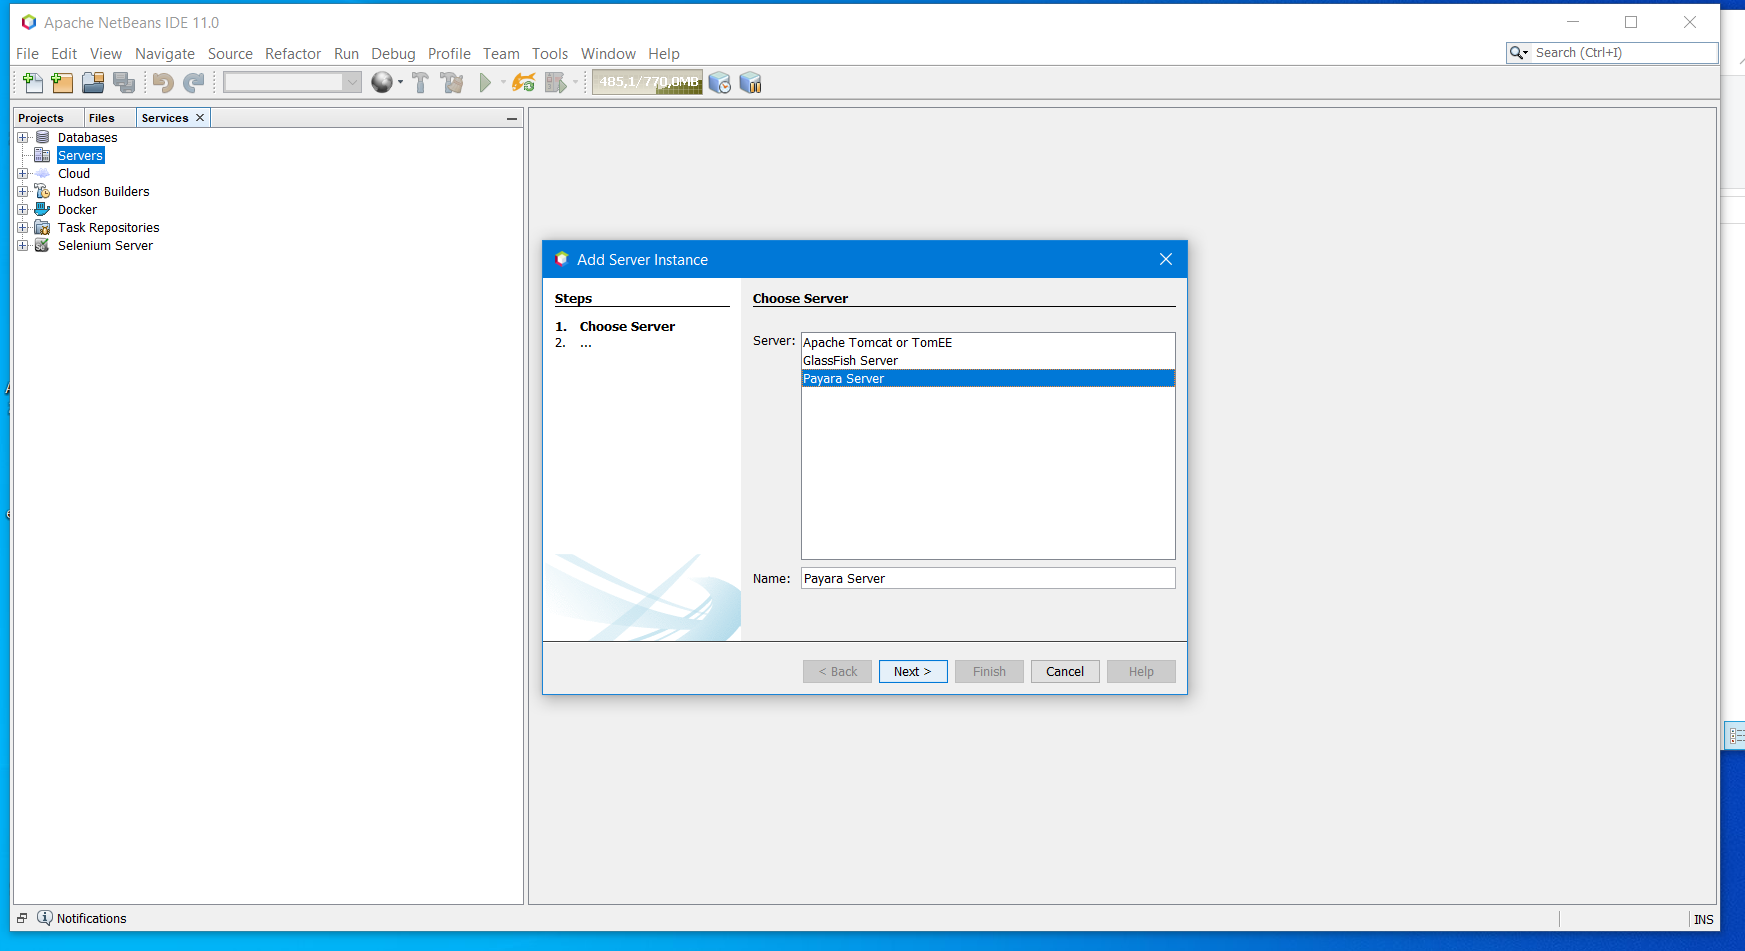 Apache NetBeans IDE 11.0
File Edit View Navigate Source Refactor Run Debug Profile Team Tools Window Help
Search (Ctrl+I)
485,1/770,0MB
Projects Files Services
Databases
Servers
Cloud
Hudson Builders
Docker
Task Repositories
Selenium Server
Add Server Instance
Steps
1. Choose Server
2. ...
Choose Server
Server:
Apache Tomcat or TomEE
GlassFish Server
Payara Server
Name: Payara Server
< Back Next > Finish Cancel Help
Notifications
INS